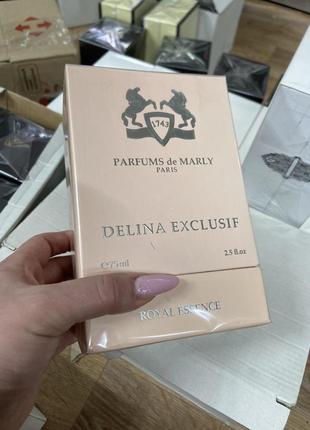 1743
PARFUMS de MARLY
PARIS
DELINA EXCLUSIF
℮75ml 2.5 fl.oz
ROYAL ESSENCE